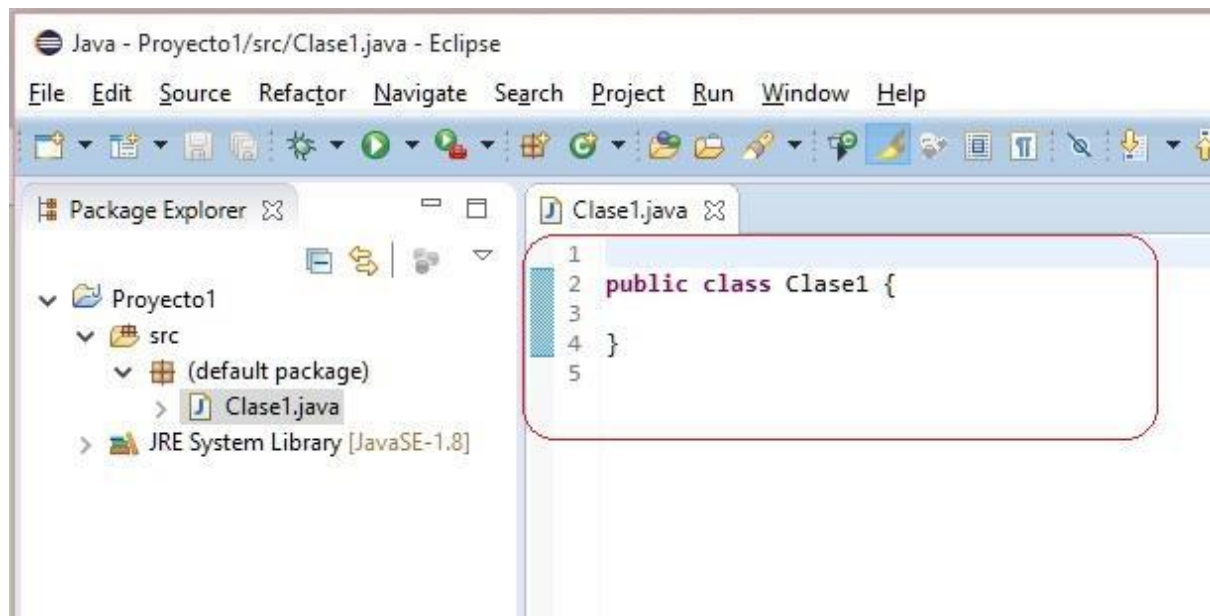 Java - Proyecto1/src/Clase1.java - Eclipse
File Edit Source Refactor Navigate Search Project Run Window Help
Package Explorer
Proyecto1
src
(default package)
Clase1.java
JRE System Library [JavaSE-1.8]
Clase1.java
1
2 public class Clase1 {
3
4 }
5